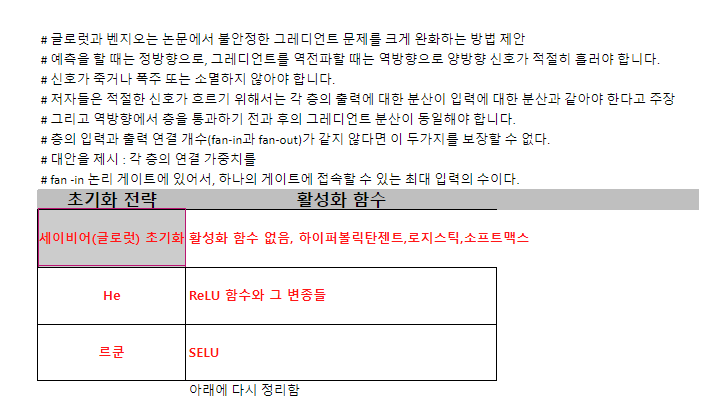 # 글로럿과 벤지오는 논문에서 불안정한 그레디언트 문제를 크게 완화하는 방법 제안
# 예측을 할 때는 정방향으로, 그레디언트를 역전파할 때는 역방향으로 양방향 신호가 적절히 흘러야 합니다.
# 신호가 죽거나 폭주 또는 소멸하지 않아야 합니다.
# 저자들은 적절한 신호가 흐르기 위해서는 각 층의 출력에 대한 분산이 입력에 대한 분산과 같아야 한다고 주장
# 그리고 역방향에서 층을 통과하기 전과 후의 그레디언트 분산이 동일해야 합니다.
# 층의 입력과 출력 연결 개수(fan-in과 fan-out)가 같지 않다면 이 두가지를 보장할 수 없다.
# 대안을 제시 : 각 층의 연결 가중치를
# fan -in 논리 게이트에 있어서, 하나의 게이트에 접속할 수 있는 최대 입력의 수이다.
초기화 전략 활성화 함수
세이비어(글로럿) 초기화 활성화 함수 없음, 하이퍼볼릭탄젠트,로지스틱,소프트맥스
He ReLU 함수와 그 변종들
르쿤 SELU
아래에 다시 정리함